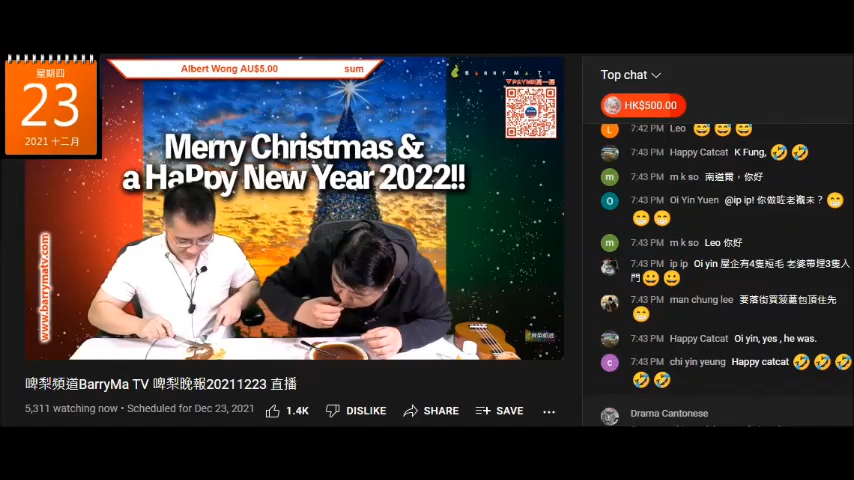 星期四
23
2021 十二月
Albert Wong AU$5.00
sum
BARRYMATV
Merry Christmas &
a HaPpy New Year 2022!!
www.barrymatv.com
啤梨頻道BarryMa TV 啤梨晚報20211223 直播
5,311 watching now • Scheduled for Dec 23, 2021
1.4K
DISLIKE
SHARE
SAVE
Top chat
HK$500.00
7:42 PM Leo 😄😄😄
7:43 PM Happy Catcat K Fung, 🤣🤣
7:43 PM m k so 南道爾，你好
7:43 PM Oi Yin Yuen @ip ip! 你做咗老襯未？😁
😁😁
7:43 PM m k so Leo 你好
7:43 PM ip ip Oi yin 屋企有4隻短毛 老婆帶埋3隻入
門😀😀
7:43 PM man chung lee 要落街買菠蘿包頂住先
😁
7:43 PM Happy Catcat Oi yin, yes , he was.
7:43 PM chi yin yeung Happy catcat 🤣🤣🤣
🤣🤣
Drama Cantonese